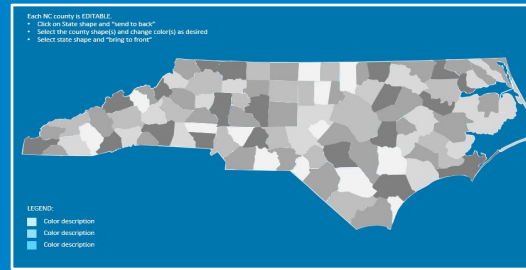 Each NC county is EDITABLE.
• Click on State shape and "send to back"
• Select the county shape(s) and change color(s) as desired
• Select state shape and "bring to front"
LEGEND:
Color description
Color description
Color description